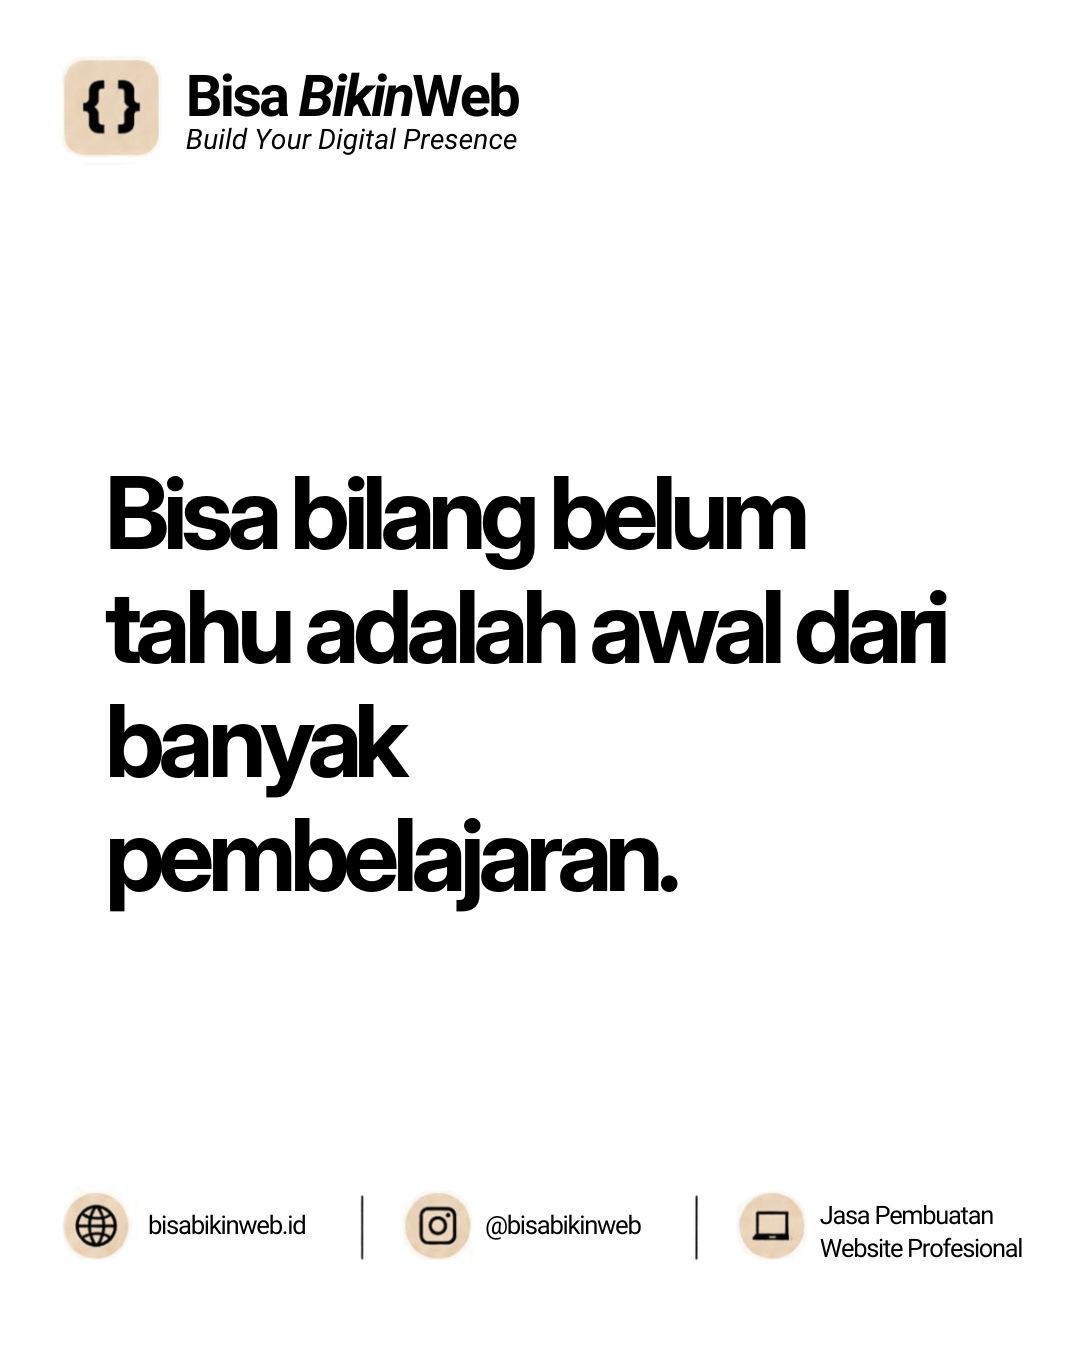 { }
Bisa BikinWeb
Build Your Digital Presence
Bisa bilang belum
tahu adalah awal dari
banyak
pembelajaran.
bisabikinweb.id
@bisabikinweb
Jasa Pembuatan
Website Profesional